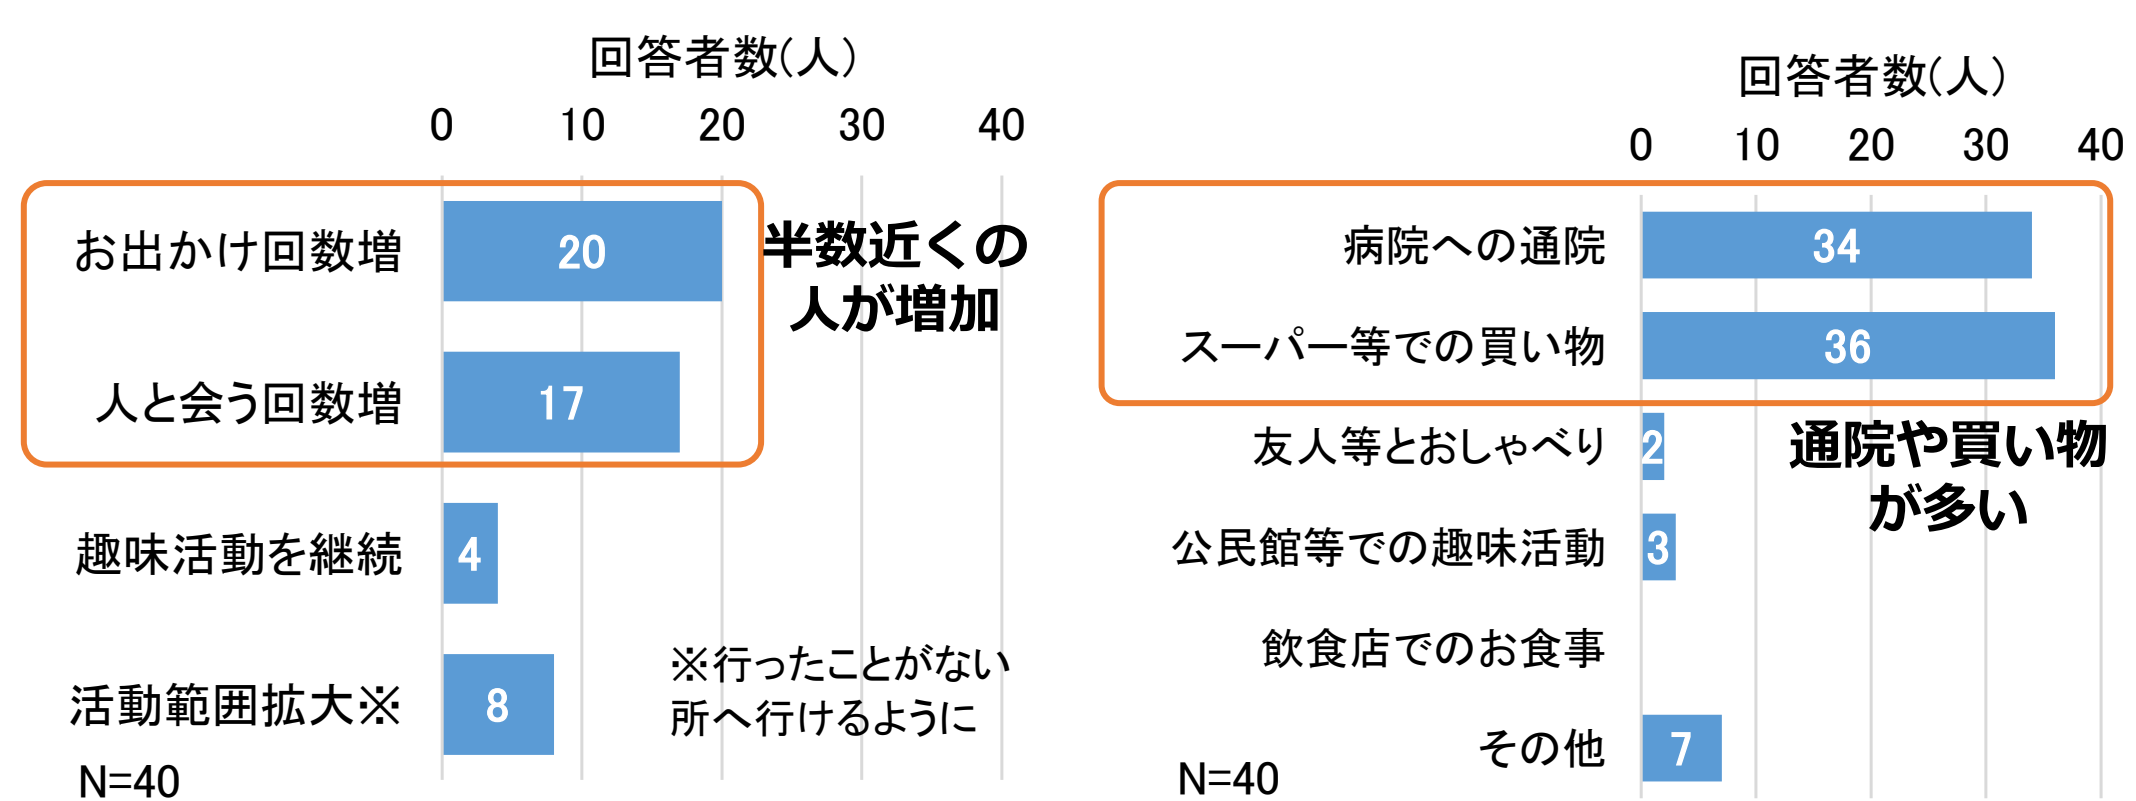 回答者数(人)
0 10 20 30 40
お出かけ回数増 20
人と会う回数増 17
趣味活動を継続 4
活動範囲拡大※ 8
半数近くの
人が増加
※行ったことがない
所へ行けるように
N=40
回答者数(人)
0 10 20 30 40
病院への通院 34
スーパー等での買い物 36
友人等とおしゃべり 2
公民館等での趣味活動 3
飲食店でのお食事
その他 7
通院や買い物
が多い
N=40